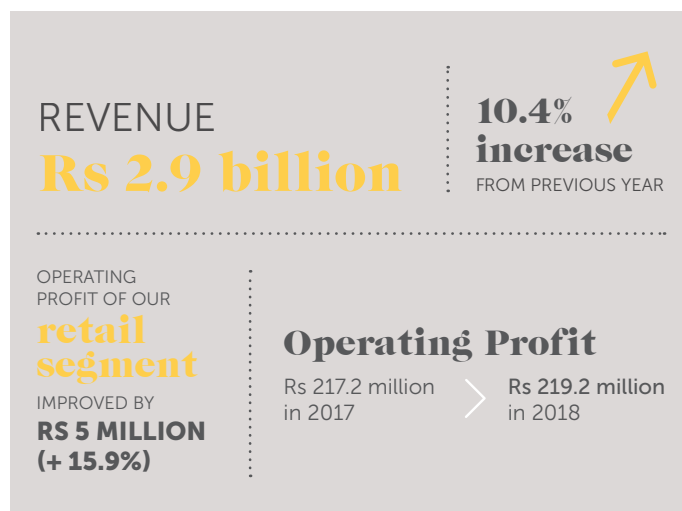 REVENUE
Rs 2.9 billion
10.4%
increase
FROM PREVIOUS YEAR
OPERATING
PROFIT OF OUR
retail
segment
IMPROVED BY
RS 5 MILLION
(+ 15.9%)
Operating Profit
Rs 217.2 million
in 2017
Rs 219.2 million
in 2018